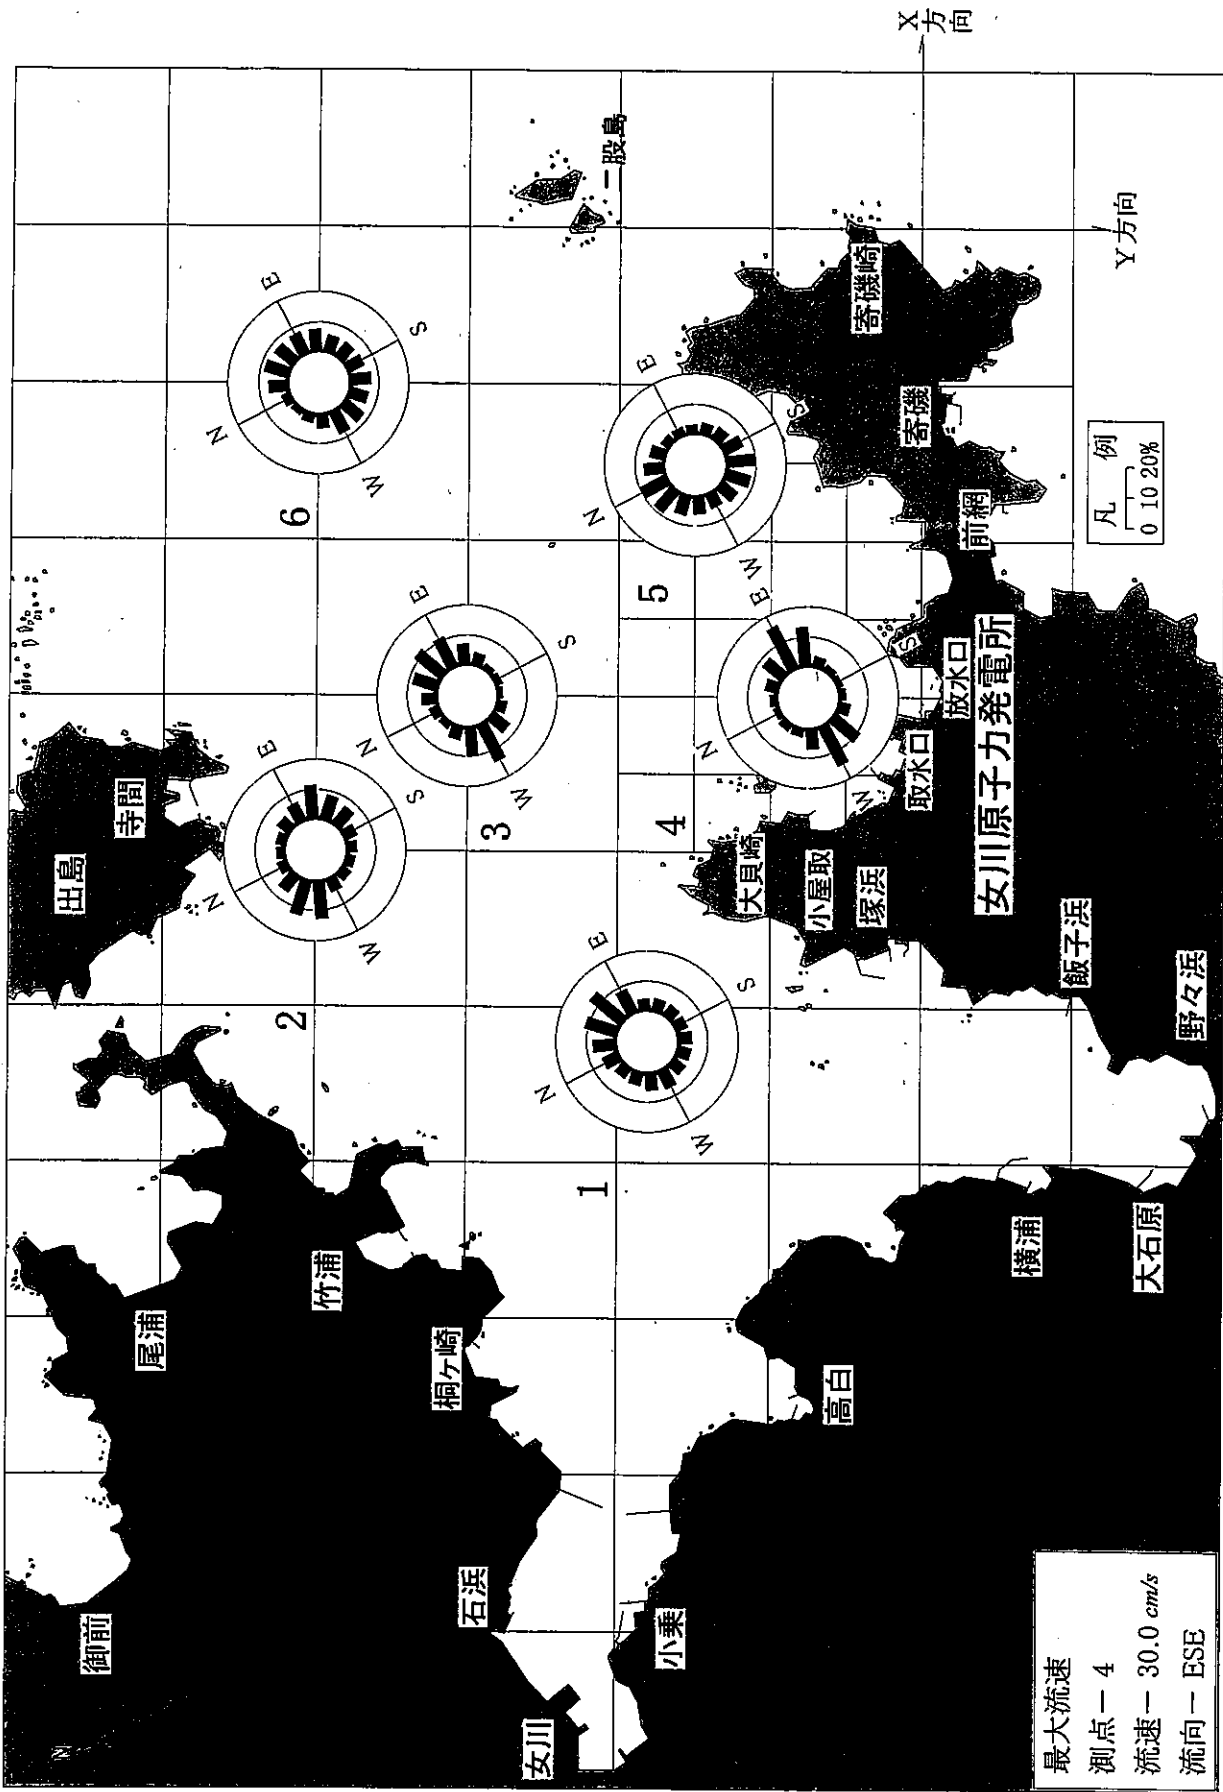 X
方向
Y方向
二股島
寄磯崎
寄磯
前網
凡 例
0 10 20%
N
E
S
W
6
N
E
S
W
5
N
E
S
W
3
N
E
S
W
4
N
E
S
W
2
N
E
S
W
1
出島
寺間
放水口
女川原子力発電所
取水口
大貝崎
小屋取
塚浜
飯子浜
野々浜
横浦
大石原
竹浦
尾浦
桐ヶ崎
高白
石浜
小乗
御前
女川
最大流速
測点－4
流速－30.0 cm/s
流向－ESE